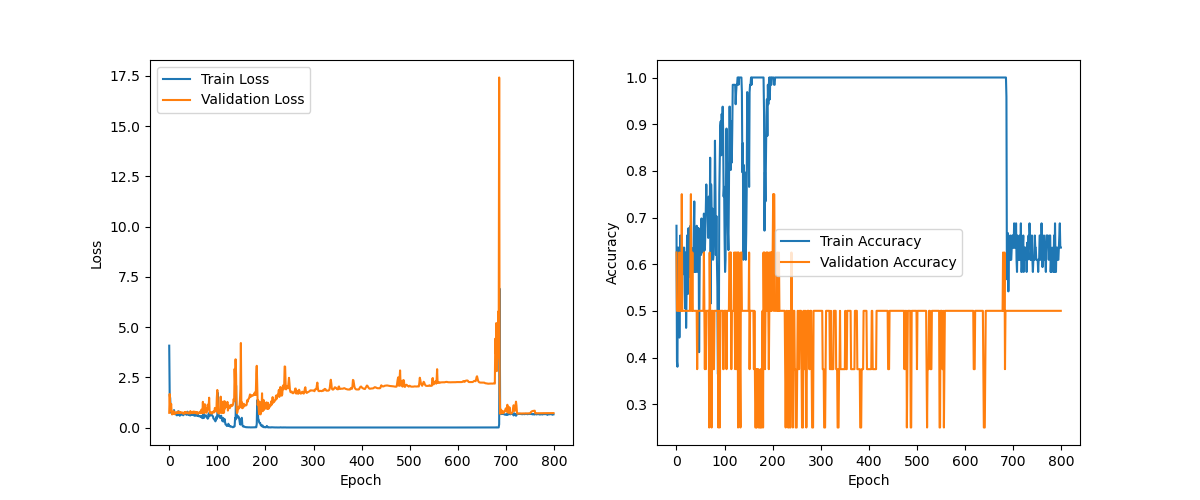 Train Loss
Validation Loss
17.5
15.0
12.5
10.0
7.5
5.0
2.5
0.0
Loss
0 100 200 300 400 500 600 700 800
Epoch
Train Accuracy
Validation Accuracy
1.0
0.9
0.8
0.7
0.6
0.5
0.4
0.3
Accuracy
0 100 200 300 400 500 600 700 800
Epoch